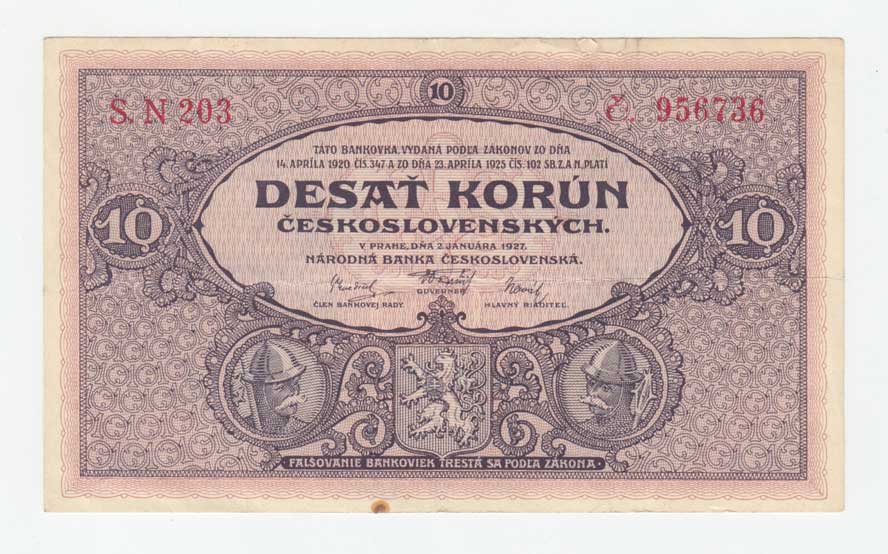 10
S. N 203
č. 956736
TÁTO BANKOVKA, VYDANÁ PODĽA ZÁKONOV ZO DŇA
14. APRÍLA 1920, ČÍS. 347 A ZO DŇA 23. APRÍLA 1925 ČÍS. 102 SB. Z. A N., PLATÍ
DESAŤ KORÚN
ČESKOSLOVENSKÝCH.
10
10
V PRAHE, DŇA 2. JANUÁRA 1927.
NÁRODNÁ BANKA ČESKOSLOVENSKÁ.
GUVERNER
ČLEN BANKOVEJ RADY.
HLAVNÝ RIADITEĽ.
FALŠOVANIE BANKOVIEK TRESTÁ SA PODĽA ZÁKONA.